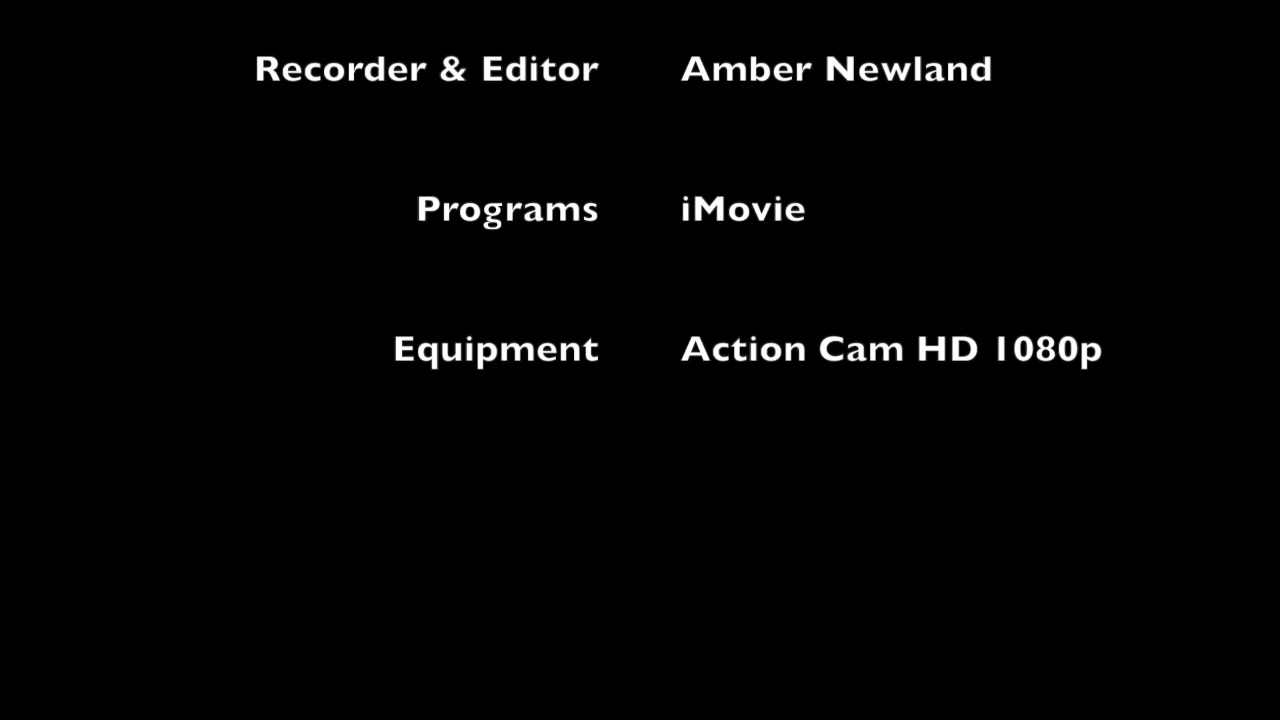 Recorder & Editor Amber Newland
Programs iMovie
Equipment Action Cam HD 1080p